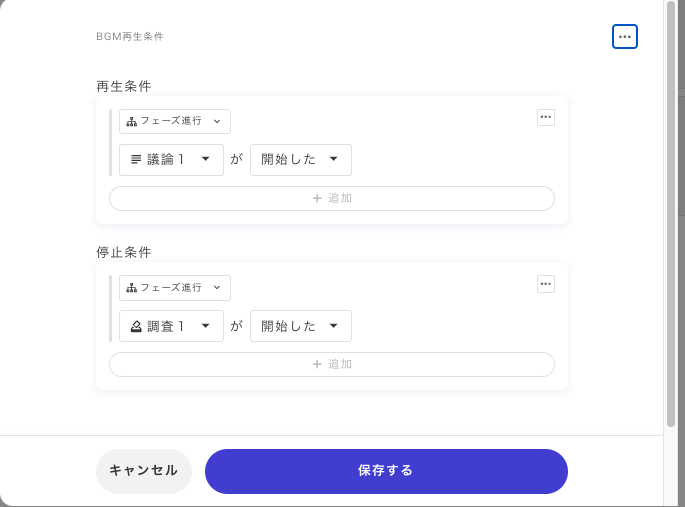 BGM再生条件
再生条件
フェーズ進行
議論1 が 開始した
+ 追加
停止条件
フェーズ進行
調査1 が 開始した
+ 追加
キャンセル 保存する